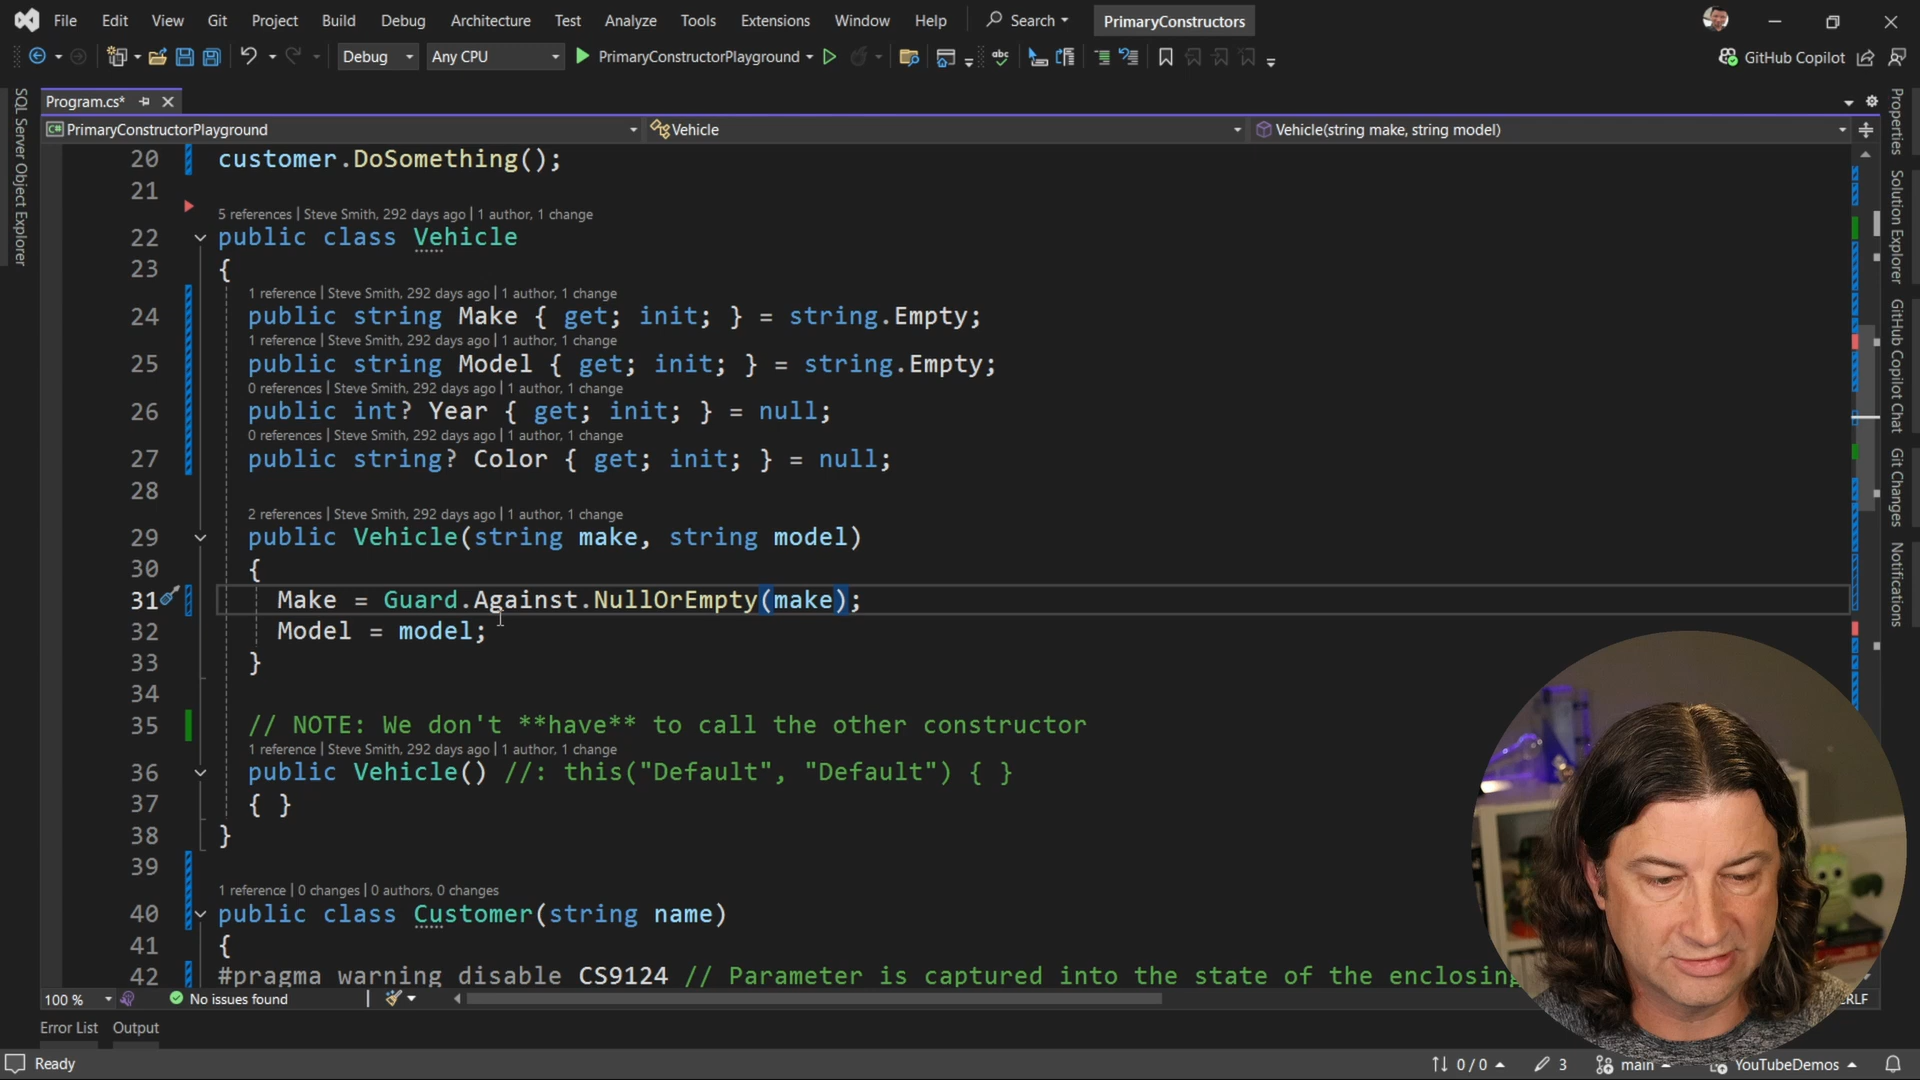 File Edit View Git Project Build Debug Architecture Test Analyze Tools Extensions Window Help Search PrimaryConstructors
Debug Any CPU PrimaryConstructorPlayground GitHub Copilot
Program.cs*
PrimaryConstructorPlayground Vehicle Vehicle(string make, string model)
SQL Server Object Explorer
Properties
Solution Explorer
GitHub Copilot Chat
Git Changes
Notifications
20 customer.DoSomething();
21
5 references | Steve Smith, 292 days ago | 1 author, 1 change
22 public class Vehicle
23 {
1 reference | Steve Smith, 292 days ago | 1 author, 1 change
24 public string Make { get; init; } = string.Empty;
1 reference | Steve Smith, 292 days ago | 1 author, 1 change
25 public string Model { get; init; } = string.Empty;
0 references | Steve Smith, 292 days ago | 1 author, 1 change
26 public int? Year { get; init; } = null;
0 references | Steve Smith, 292 days ago | 1 author, 1 change
27 public string? Color { get; init; } = null;
28
2 references | Steve Smith, 292 days ago | 1 author, 1 change
29 public Vehicle(string make, string model)
30 {
31 Make = Guard.Against.NullOrEmpty(make);
32 Model = model;
33 }
34
35 // NOTE: We don't **have** to call the other constructor
1 reference | Steve Smith, 292 days ago | 1 author, 1 change
36 public Vehicle() //: this("Default", "Default") { }
37 { }
38 }
39
1 reference | 0 changes | 0 authors, 0 changes
40 public class Customer(string name)
41 {
42 #pragma warning disable CS9124 // Parameter is captured into the state of the enclosing
100 % No issues found CRLF
Error List Output
Ready 0 / 0 3 main YouTubeDemos